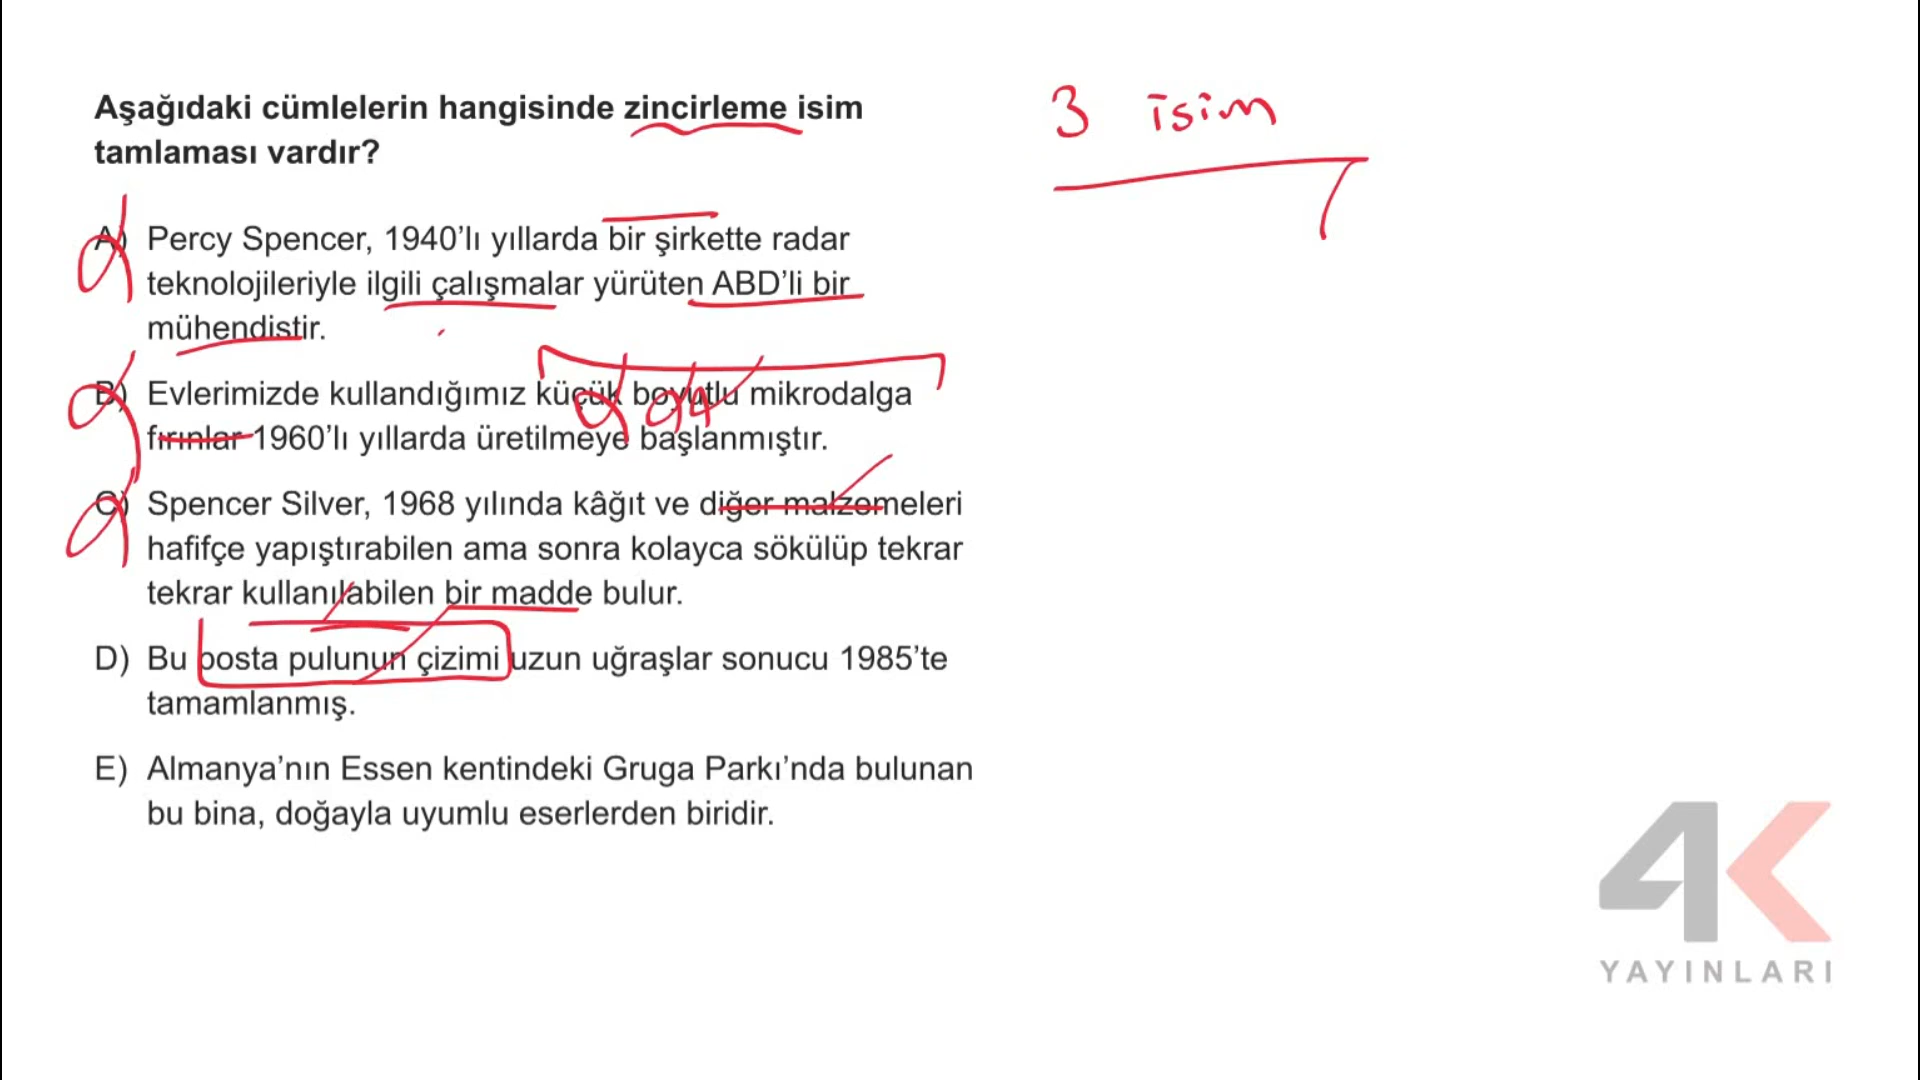 Aşağıdaki cümlelerin hangisinde zincirleme isim
tamlaması vardır?
3 isim
A) Percy Spencer, 1940’lı yıllarda bir şirkette radar
teknolojileriyle ilgili çalışmalar yürüten ABD’li bir
mühendistir.
B) Evlerimizde kullandığımız küçük boyutlu mikrodalga
fırınlar 1960’lı yıllarda üretilmeye başlanmıştır.
C) Spencer Silver, 1968 yılında kâğıt ve diğer malzemeleri
hafifçe yapıştırabilen ama sonra kolayca sökülüp tekrar
tekrar kullanılabilen bir madde bulur.
D) Bu posta pulunun çizimi uzun uğraşlar sonucu 1985’te
tamamlanmış.
E) Almanya’nın Essen kentindeki Gruga Parkı’nda bulunan
bu bina, doğayla uyumlu eserlerden biridir.
4K
YAYINLARI